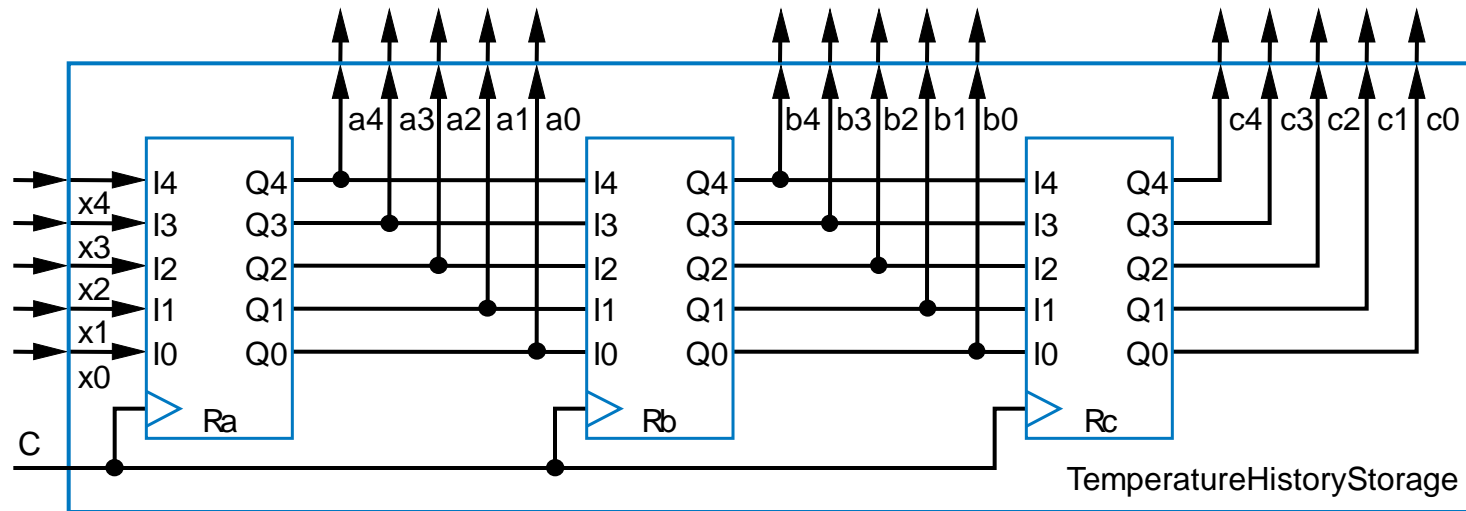 a4 a3 a2 a1 a0 b4 b3 b2 b1 b0 c4 c3 c2 c1 c0
I4 Q4 I4 Q4 I4 Q4
x4
I3 Q3 I3 Q3 I3 Q3
x3
I2 Q2 I2 Q2 I2 Q2
x2
I1 Q1 I1 Q1 I1 Q1
x1
I0 Q0 I0 Q0 I0 Q0
x0
Ra Rb Rc
C
TemperatureHistoryStorage